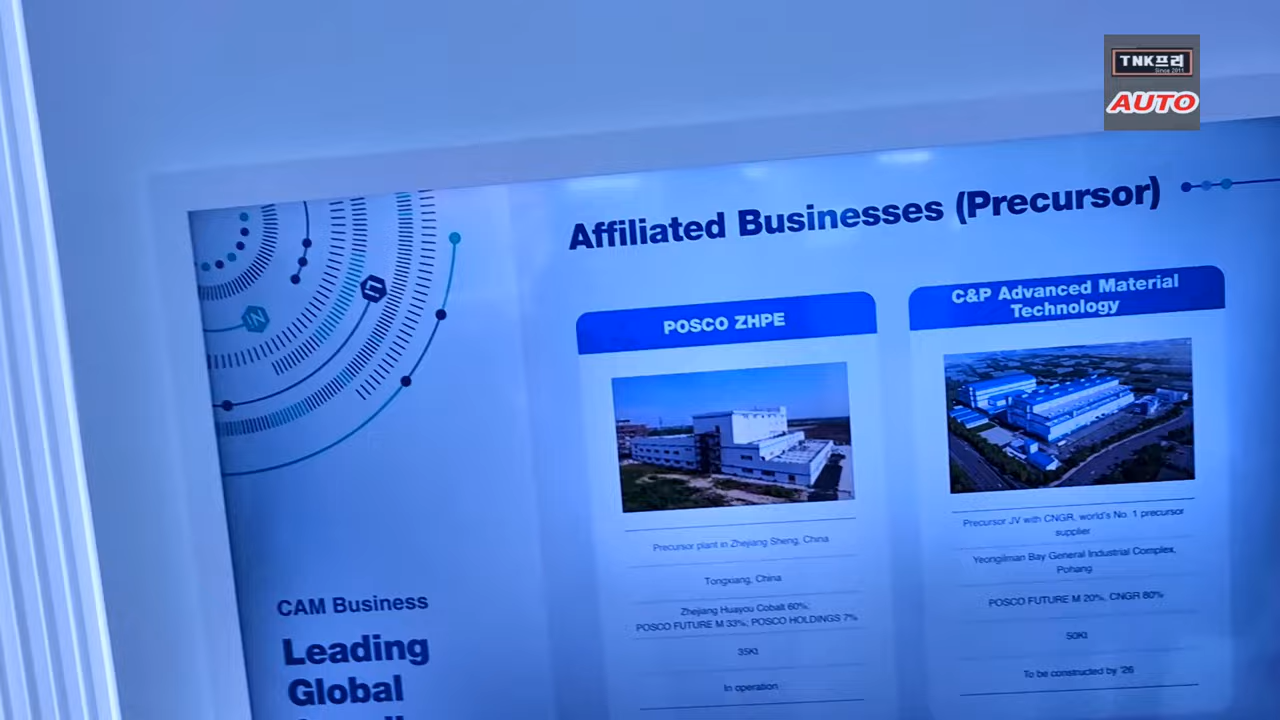 TNK프리
Since 2011
AUTO
Affiliated Businesses (Precursor)
POSCO ZHPE
Precursor plant in Zhejiang Sheng, China
Tongxiang, China
Zhejiang Huayou Cobalt 60%,
POSCO FUTURE M 33%, POSCO HOLDINGS 7%
35Kt
In operation
C&P Advanced Material
Technology
Precursor JV with CNGR, world's No. 1 precursor
supplier
Yeongilman Bay General Industrial Complex,
Pohang
POSCO FUTURE M 20%, CNGR 80%
50Kt
To be constructed by '26
CAM Business
Leading
Global